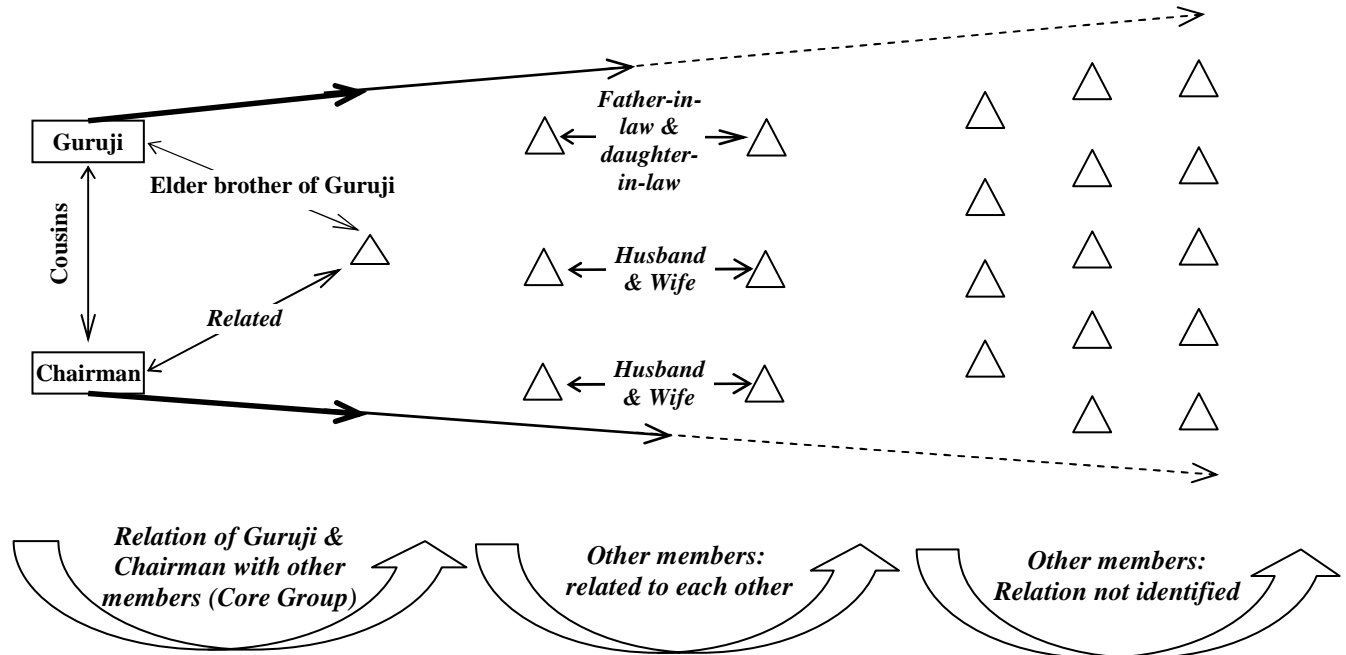 Guruji
Elder brother of Guruji
Cousins
Related
Chairman
Father-in-
law &
daughter-
in-law
Husband
& Wife
Husband
& Wife
Relation of Guruji &
Chairman with other
members (Core Group)
Other members:
related to each other
Other members:
Relation not identified